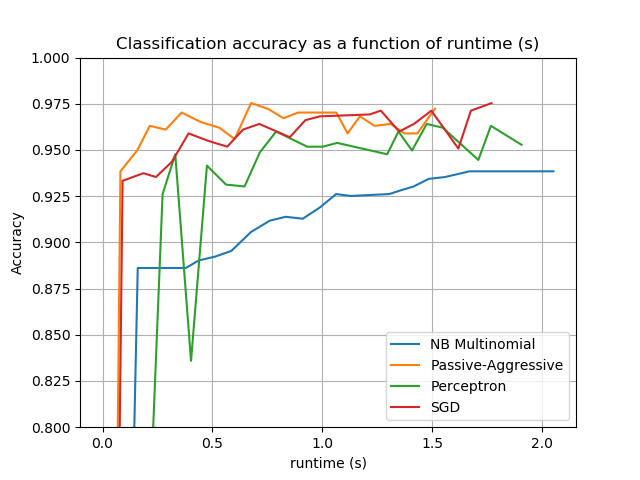 Classification accuracy as a function of runtime (s)
1.000
0.975
0.950
0.925
0.900
0.875
0.850
0.825
0.800
Accuracy
NB Multinomial
Passive-Aggressive
Perceptron
SGD
0.0 0.5 1.0 1.5 2.0
runtime (s)